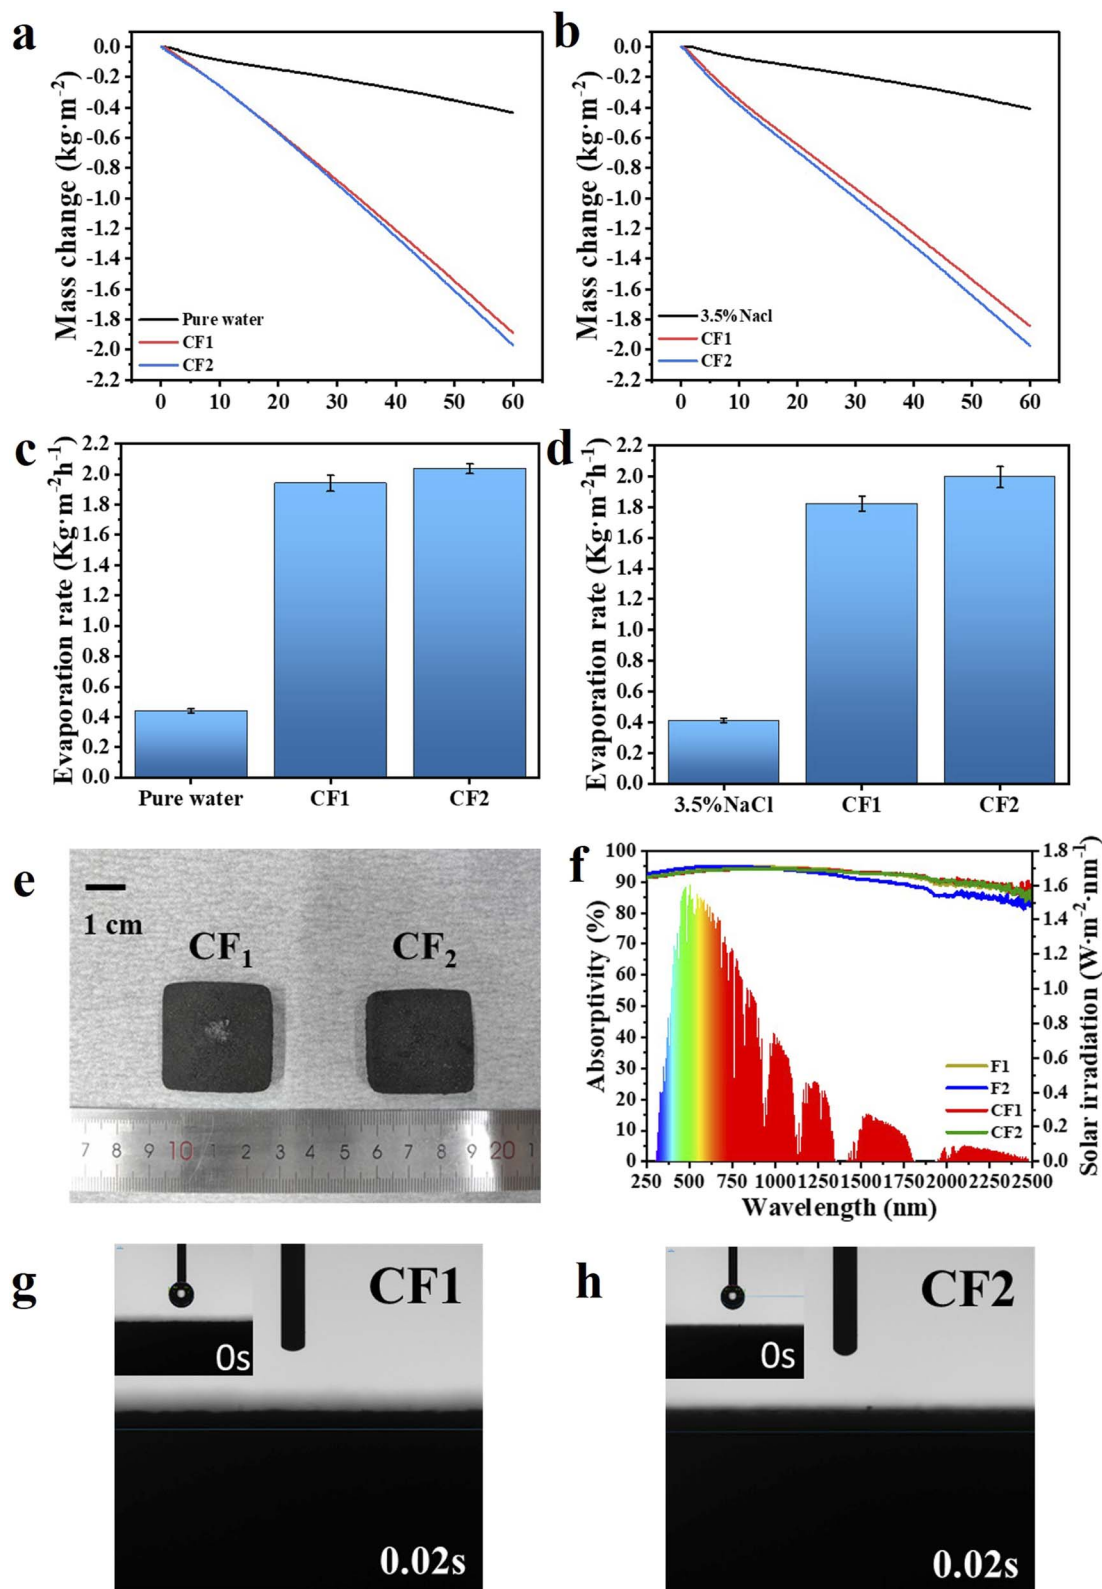 a
0.0
-0.2
-0.4
-0.6
-0.8
-1.0
-1.2
-1.4
-1.6
-1.8
-2.0
-2.2
Mass change (kg·m⁻²)
Pure water
CF1
CF2
0 10 20 30 40 50 60
b
0.0
-0.2
-0.4
-0.6
-0.8
-1.0
-1.2
-1.4
-1.6
-1.8
-2.0
-2.2
Mass change (kg·m⁻²)
3.5%Nacl
CF1
CF2
0 10 20 30 40 50 60
c
2.2
2.0
1.8
1.6
1.4
1.2
1.0
0.8
0.6
0.4
0.2
0.0
Evaporation rate (Kg·m⁻²h⁻¹)
Pure water CF1 CF2
d
2.2
2.0
1.8
1.6
1.4
1.2
1.0
0.8
0.6
0.4
0.2
0.0
Evaporation rate (Kg·m⁻²h⁻¹)
3.5%NaCl CF1 CF2
e
1 cm
CF₁ CF₂
7 8 9 10 1 2 3 4 5 6 7 8 9 20 1
f
100
90
80
70
60
50
40
30
20
10
0
Absorptivity (%)
1.8
1.6
1.4
1.2
1.0
0.8
0.6
0.4
0.2
0.0
Solar irradiation (W·m⁻²·nm⁻¹)
F1
F2
CF1
CF2
250 500 750 1000 1250 1500 1750 2000 2250 2500
Wavelength (nm)
g
CF1
0s
0.02s
h
CF2
0s
0.02s